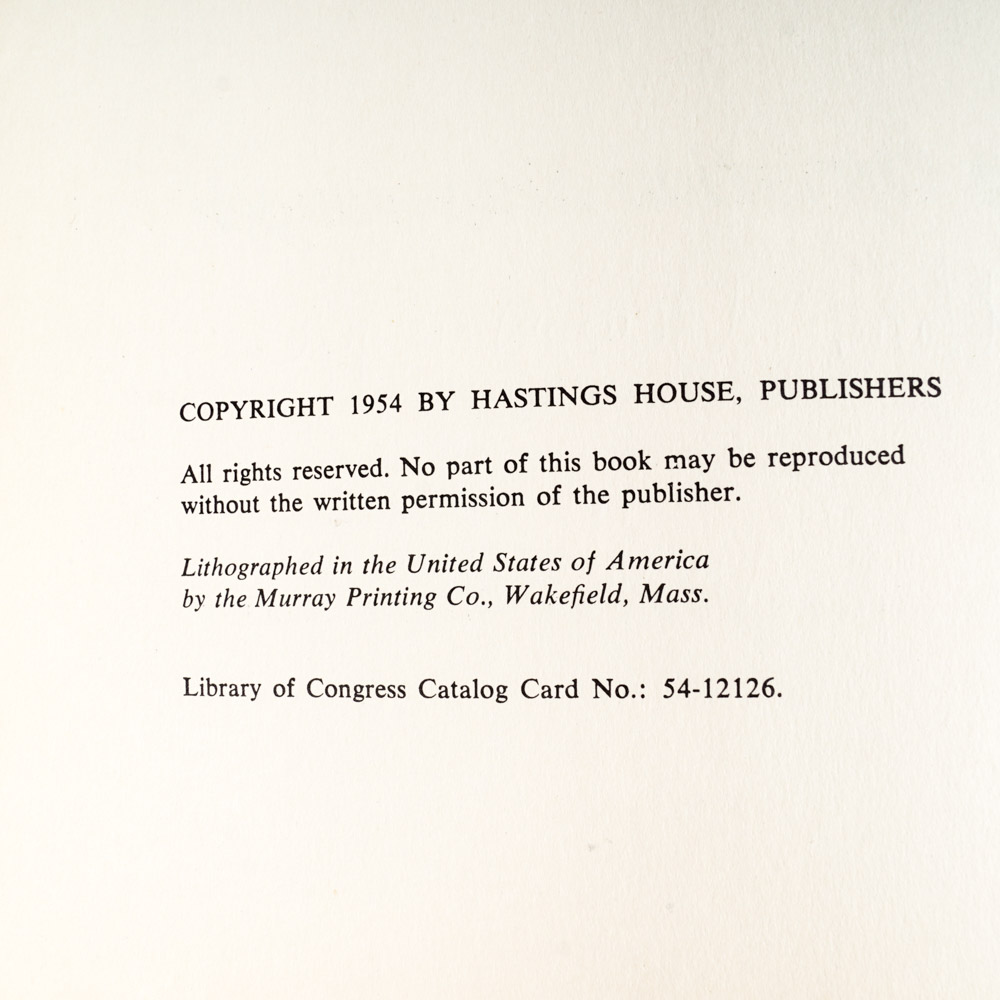 COPYRIGHT 1954 BY HASTINGS HOUSE, PUBLISHERS
All rights reserved. No part of this book may be reproduced
without the written permission of the publisher.
Lithographed in the United States of America
by the Murray Printing Co., Wakefield, Mass.
Library of Congress Catalog Card No.: 54-12126.